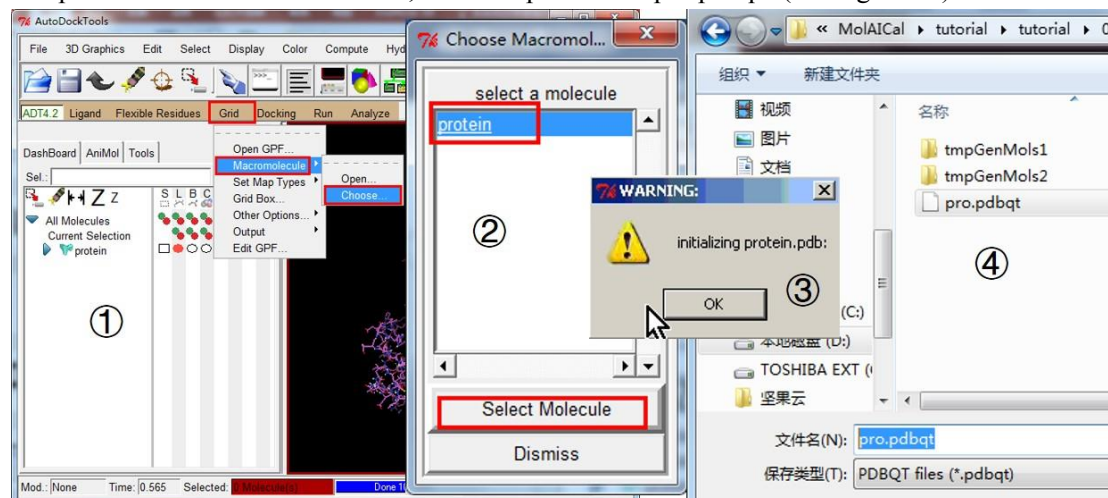 AutoDockTools
File 3D Graphics Edit Select Display Color Compute
ADT4.2 Ligand Flexible Residues Grid Docking Run Analyze
DashBoard AniMol Tools
Sel.:
Z Z S L B C
All Molecules
Current Selection
protein
Open GPF...
Macromolecule
Set Map Types
Grid Box...
Other Options...
Output
Edit GPF...
Open...
Choose...
①
Mod.: None Time: 0.565 Selected:
Choose Macromol...
select a molecule
protein
②
Select Molecule
Dismiss
WARNING:
initializing protein.pdb:
OK
③
« MolAICal tutorial tutorial
组织 新建文件夹
视频
图片
文档
(C:)
本地磁盘 (D:)
TOSHIBA EXT (
坚果云
名称
tmpGenMols1
tmpGenMols2
pro.pdbqt
④
文件名(N): pro.pdbqt
保存类型(T): PDBQT files (*.pdbqt)